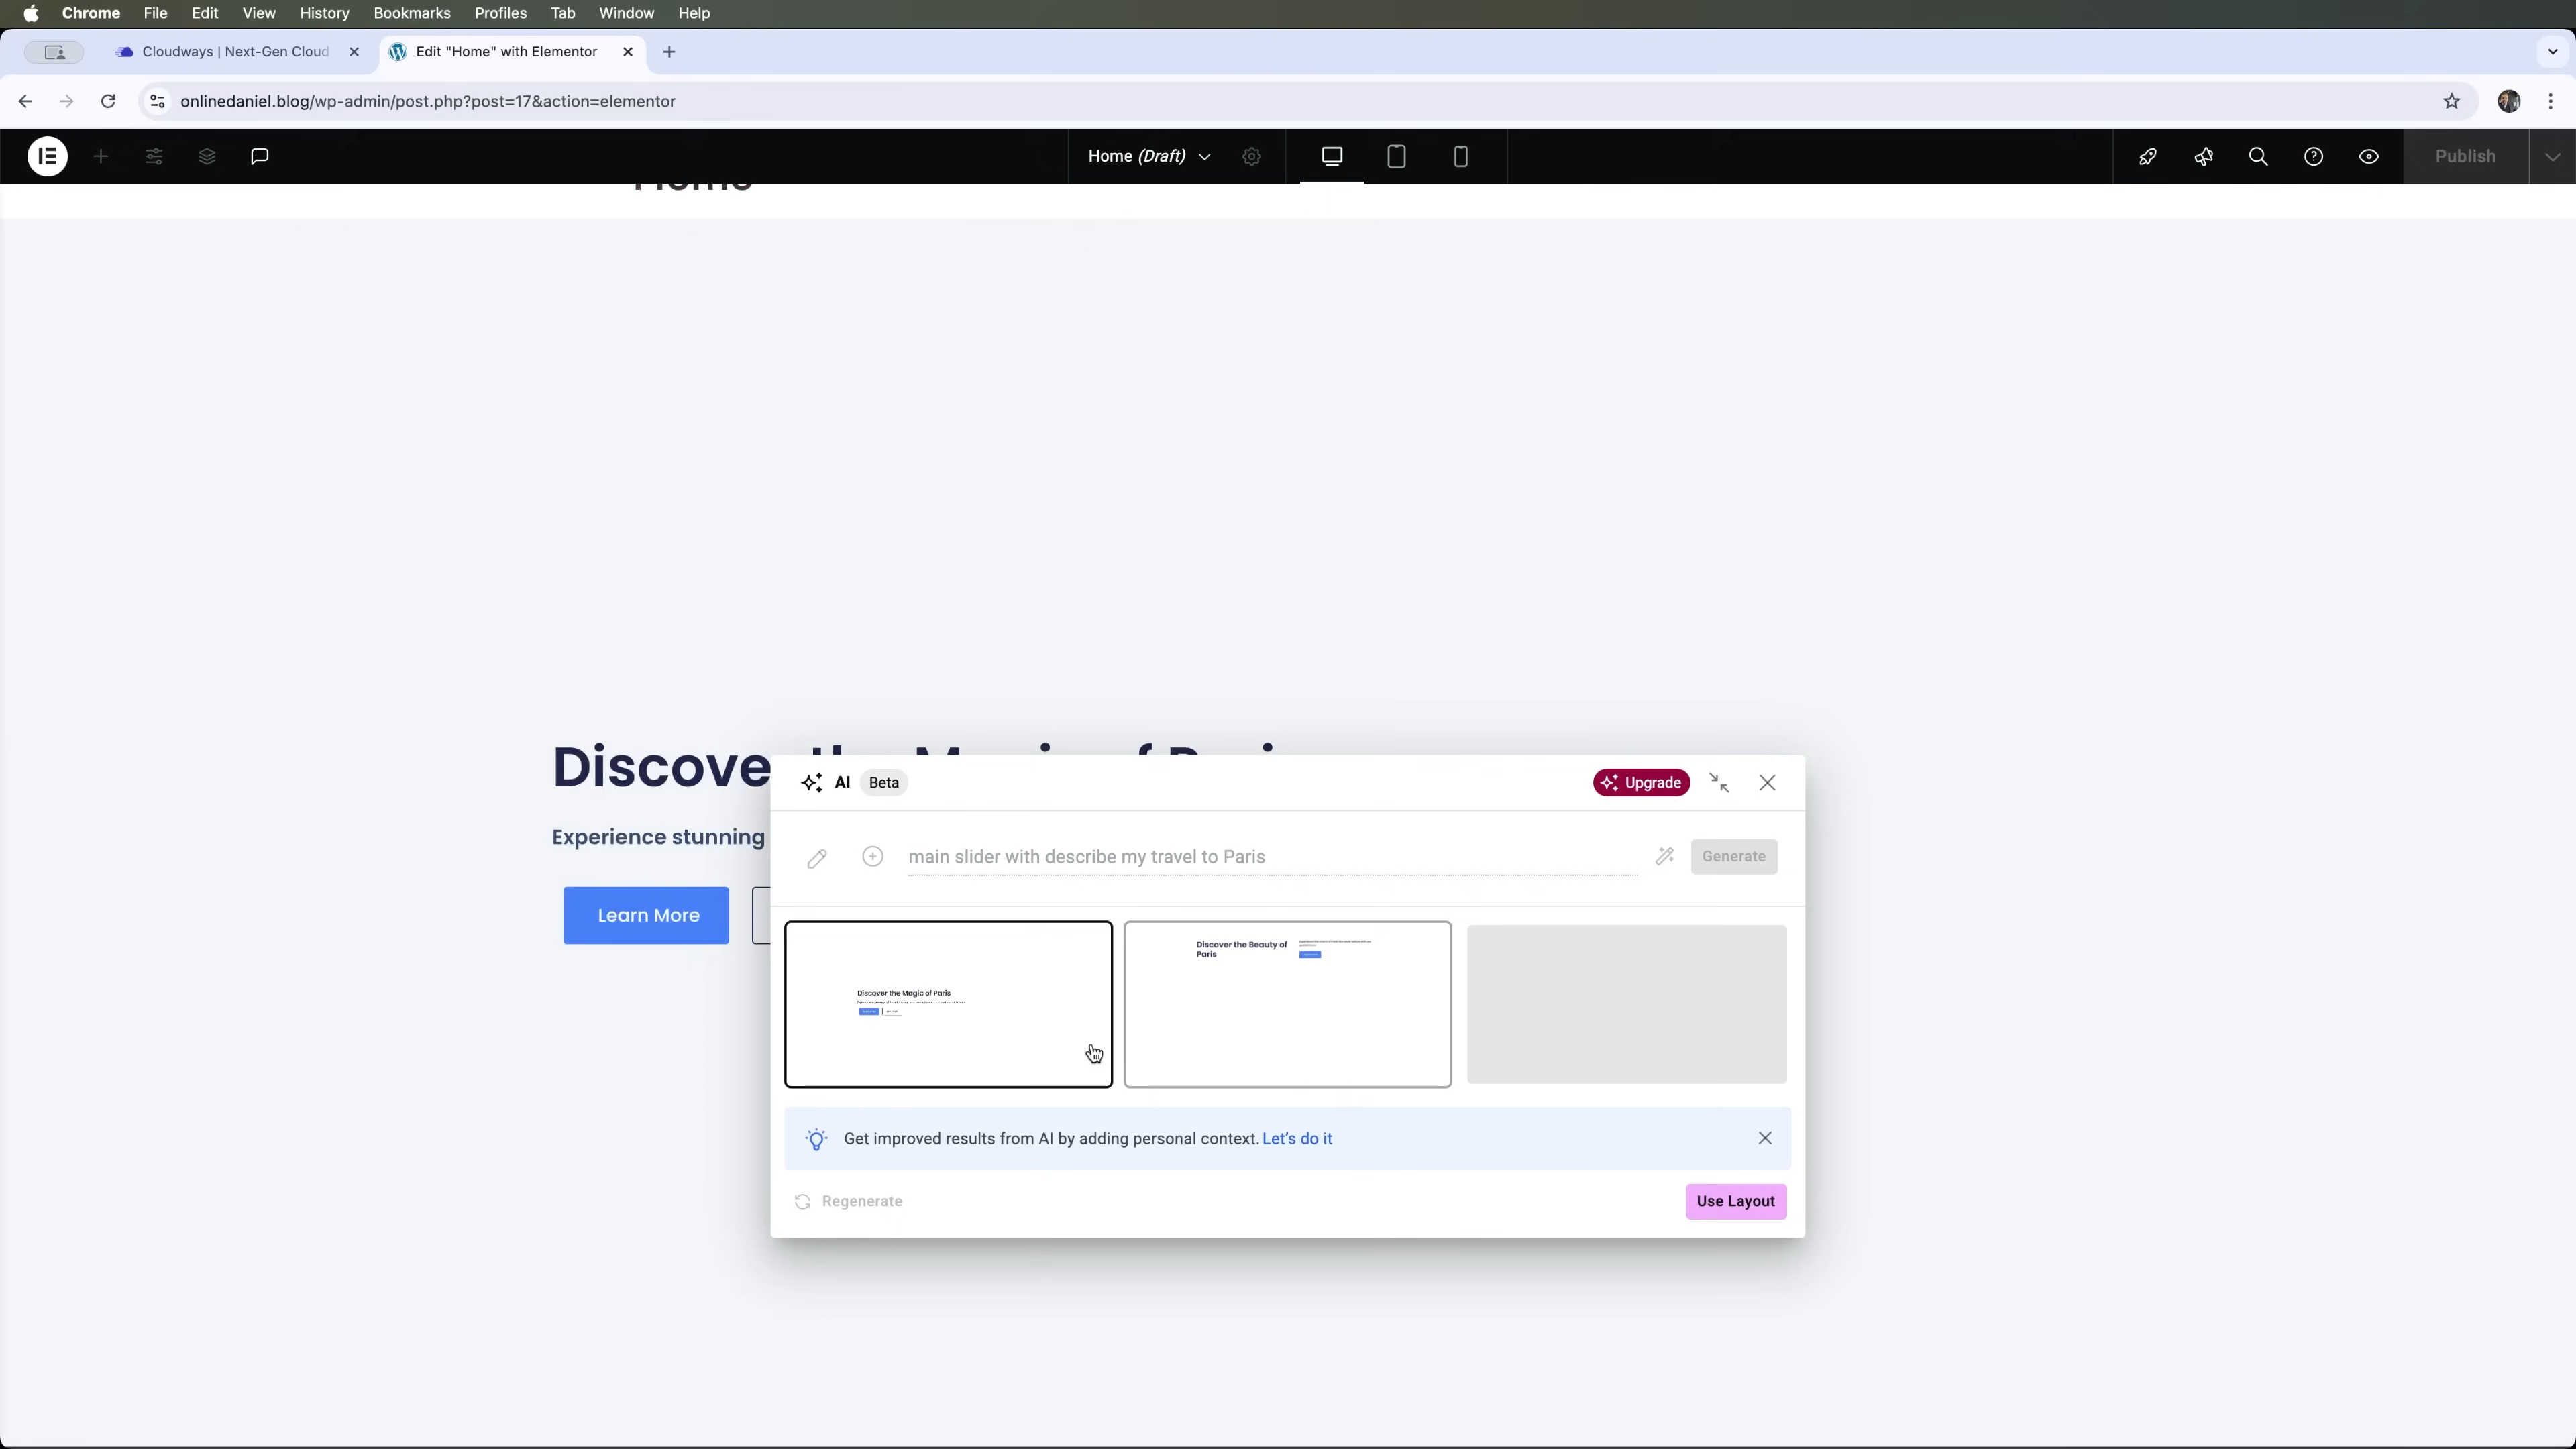 Chrome File Edit View History Bookmarks Profiles Tab Window Help
Cloudways | Next-Gen Cloud
Edit "Home" with Elementor
onlinedaniel.blog/wp-admin/post.php?post=17&action=elementor
Home (Draft)
Publish
Home
Discove
AI Beta
Upgrade
Experience stunning
main slider with describe my travel to Paris
Generate
Learn More
Discover the Magic of Paris
Discover the Beauty of
Paris
Get improved results from AI by adding personal context. Let's do it
Regenerate
Use Layout